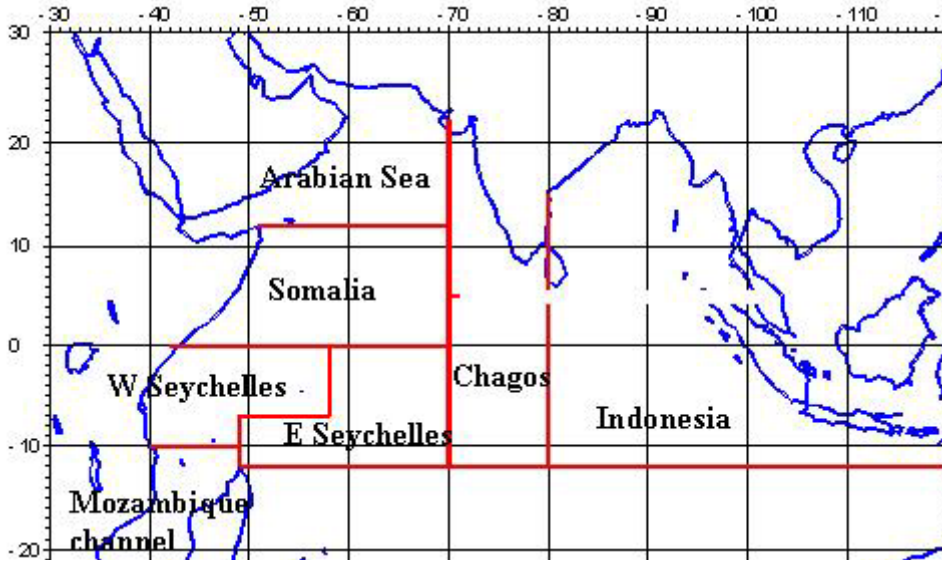 - 30 - 40 - 50 - 60 - 70 - 80 - 90 - 100 - 110 -
30
20
Arabian Sea
10
Somalia
0
W Seychelles
Chagos
Indonesia
E Seychelles
- 10
Mozambique
channel
- 20